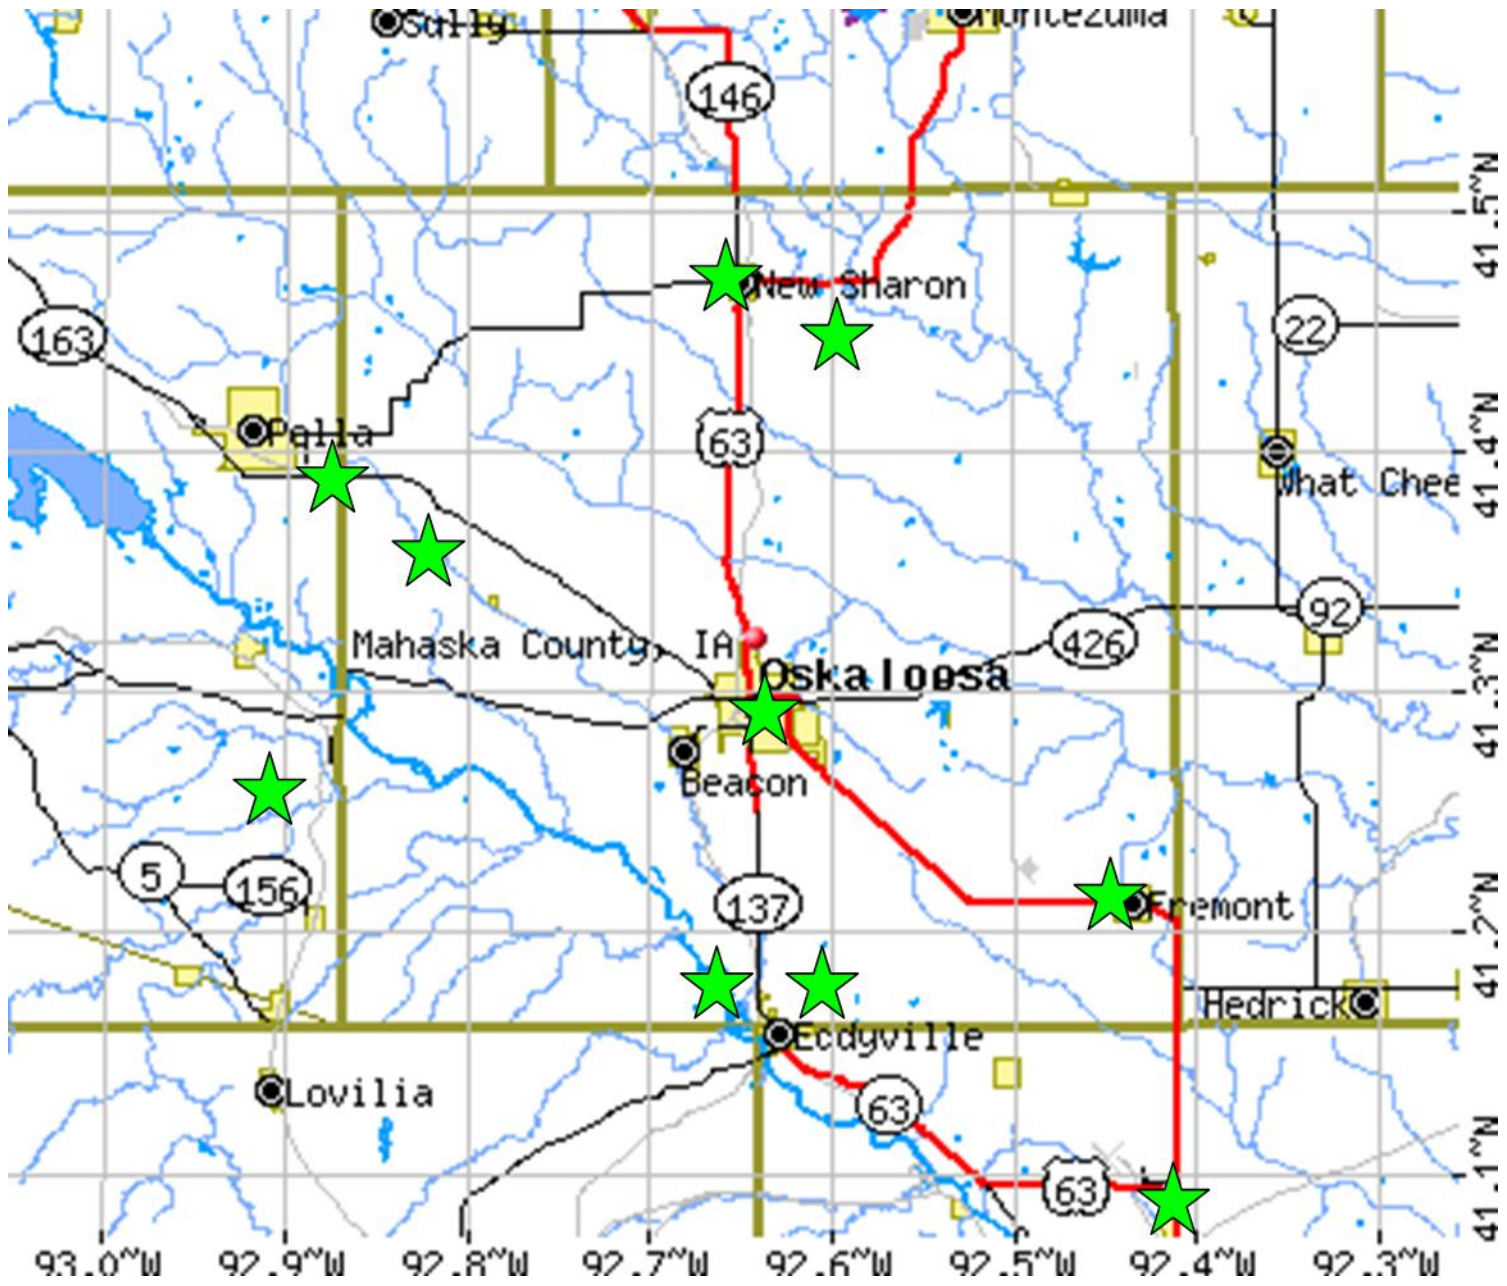 Sully
Montezuma
146
41.5°N
New Sharon
163
22
Pella
63
41.4°N
What Chee
92
426
Mahaska County, IA
Oskaloosa
41.3°N
Beacon
5
156
137
Fremont
41.2°N
Hedrick
Eddyville
Lovilia
63
63
41.1°N
93.0°W 92.9°W 92.8°W 92.7°W 92.6°W 92.5°W 92.4°W 92.3°W